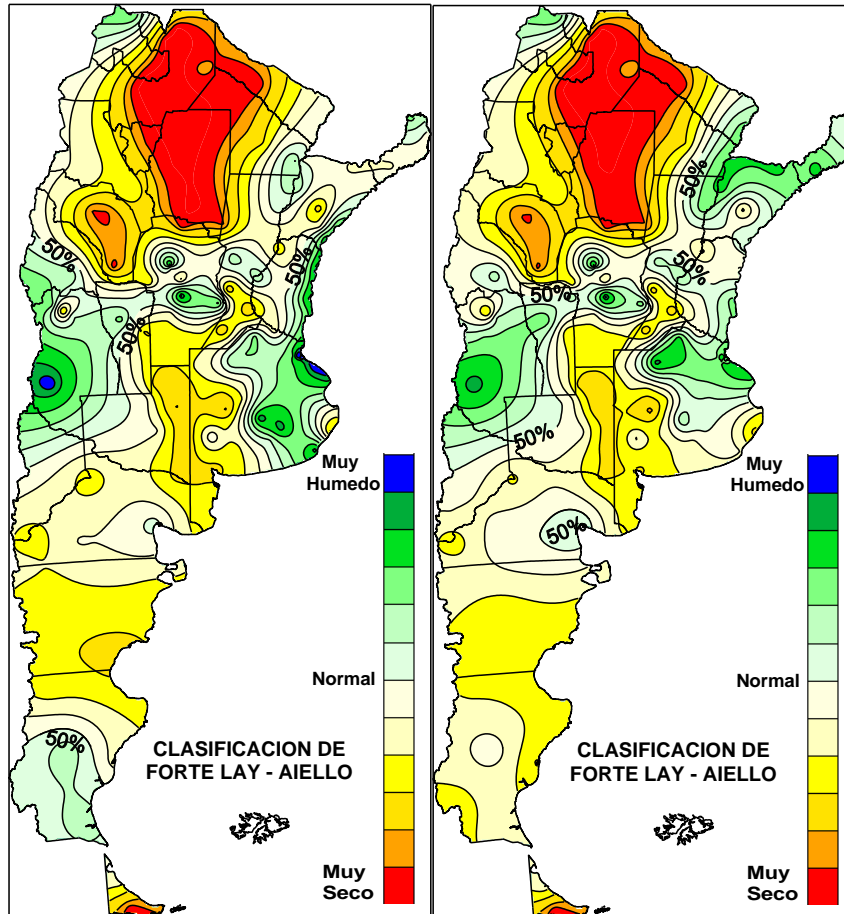 50%
50%
50%
50%
Muy
Humedo
Normal
CLASIFICACION DE
FORTE LAY - AIELLO
Muy
Seco
50%
50%
50%
50%
50%
50%
Muy
Humedo
Normal
CLASIFICACION DE
FORTE LAY - AIELLO
Muy
Seco